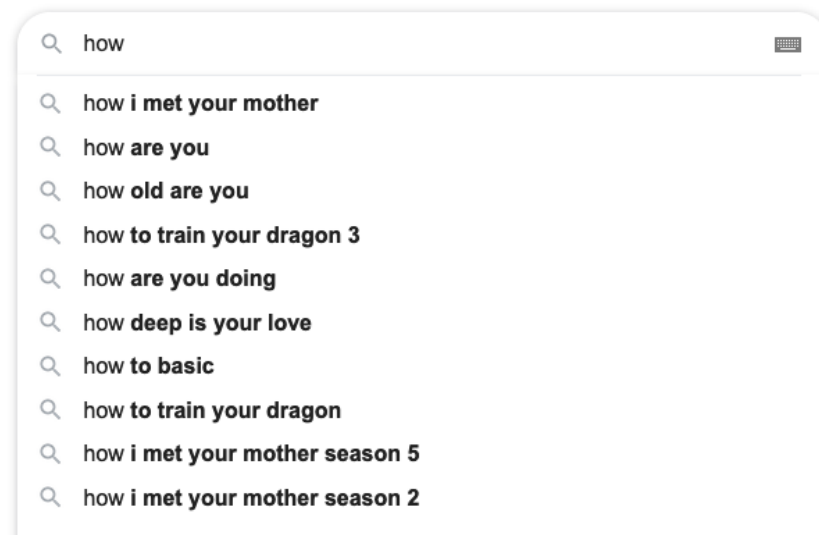 how
how i met your mother
how are you
how old are you
how to train your dragon 3
how are you doing
how deep is your love
how to basic
how to train your dragon
how i met your mother season 5
how i met your mother season 2